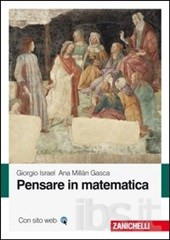 Giorgio Israel Ana Millán Gasca
Pensare in matematica
Con sito web
ZANICHELLI
ibs.it